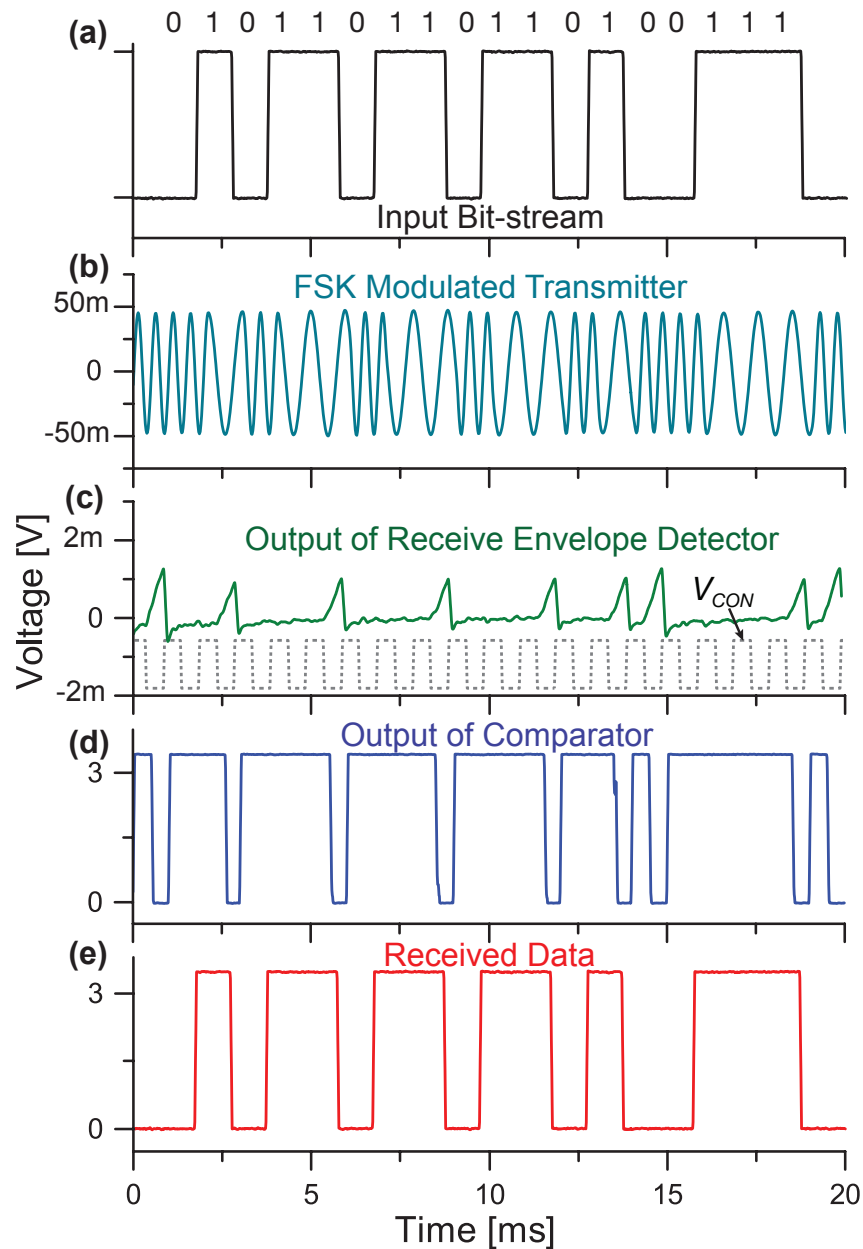 (a) 0 1 0 1 1 0 1 1 0 1 1 0 1 0 0 1 1 1
Input Bit-stream
(b) FSK Modulated Transmitter
50m
0
-50m
(c)
Output of Receive Envelope Detector
2m
0
-2m
V_CON
Voltage [V]
(d) Output of Comparator
3
0
(e) Received Data
3
0
0 5 10 15 20
Time [ms]